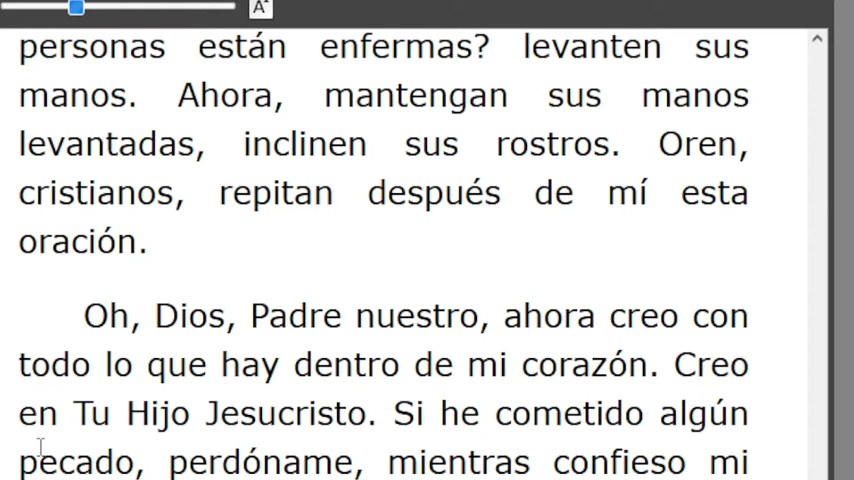 A
personas están enfermas? levanten sus
manos. Ahora, mantengan sus manos
levantadas, inclinen sus rostros. Oren,
cristianos, repitan después de mí esta
oración.
Oh, Dios, Padre nuestro, ahora creo con
todo lo que hay dentro de mi corazón. Creo
en Tu Hijo Jesucristo. Si he cometido algún
pecado, perdóname, mientras confieso mi